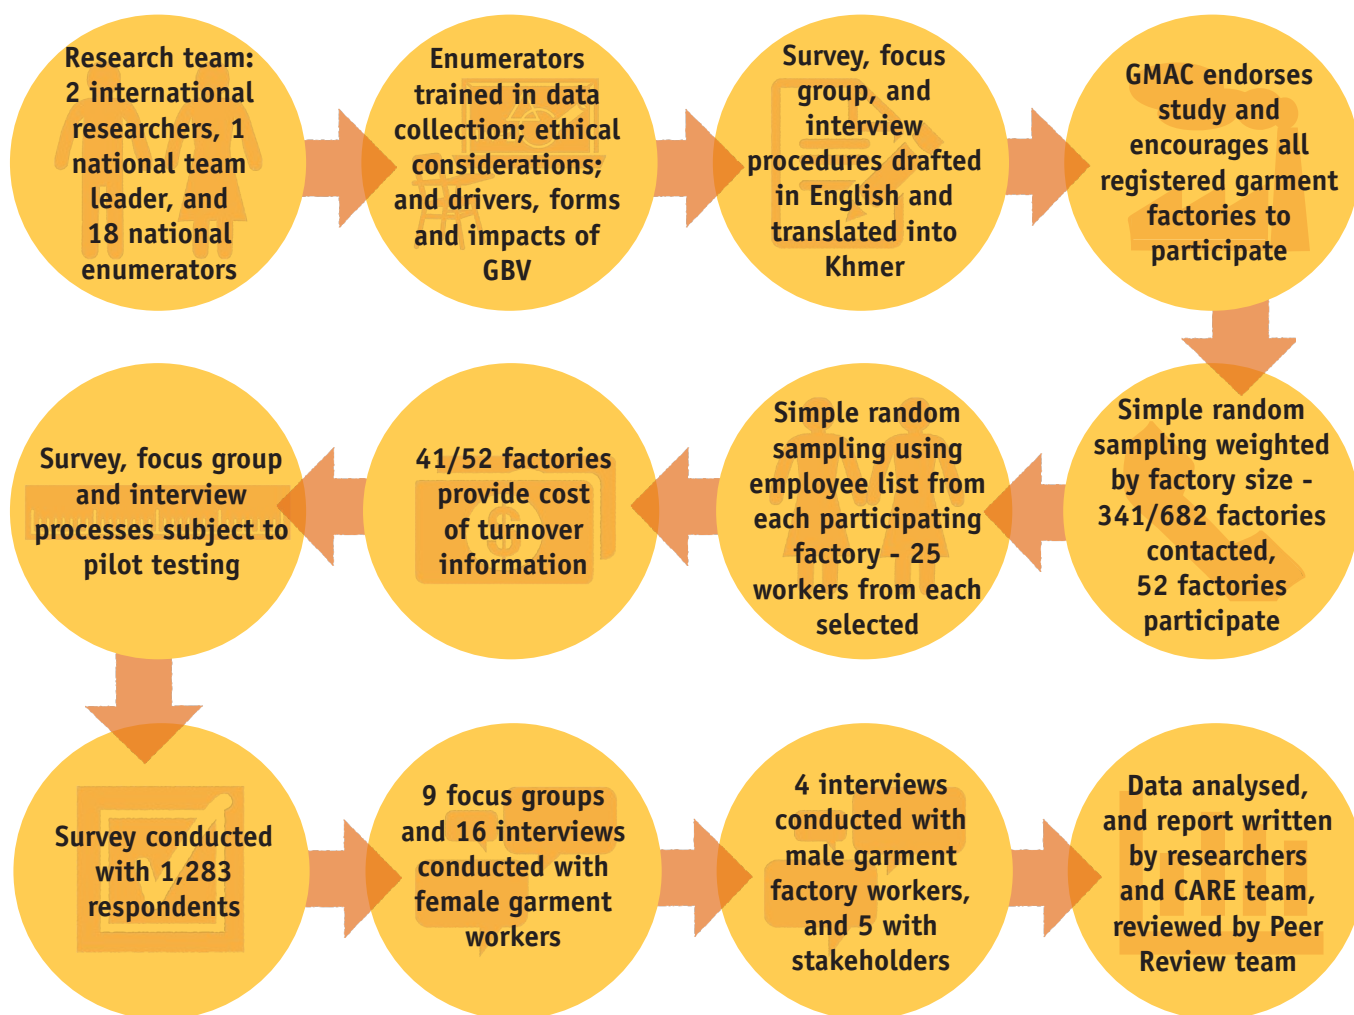 Research team:
2 international
researchers, 1
national team
leader, and
18 national
enumerators
Enumerators
trained in data
collection; ethical
considerations;
and drivers, forms
and impacts of
GBV
Survey, focus
group, and
interview
procedures drafted
in English and
translated into
Khmer
GMAC endorses
study and
encourages all
registered garment
factories to
participate
Simple random
sampling weighted
by factory size -
341/682 factories
contacted,
52 factories
participate
Simple random
sampling using
employee list from
each participating
factory - 25
workers from each
selected
41/52 factories
provide cost
of turnover
information
Survey, focus group
and interview
processes subject to
pilot testing
Survey conducted
with 1,283
respondents
9 focus groups
and 16 interviews
conducted with
female garment
workers
4 interviews
conducted with
male garment
factory workers,
and 5 with
stakeholders
Data analysed,
and report written
by researchers
and CARE team,
reviewed by Peer
Review team